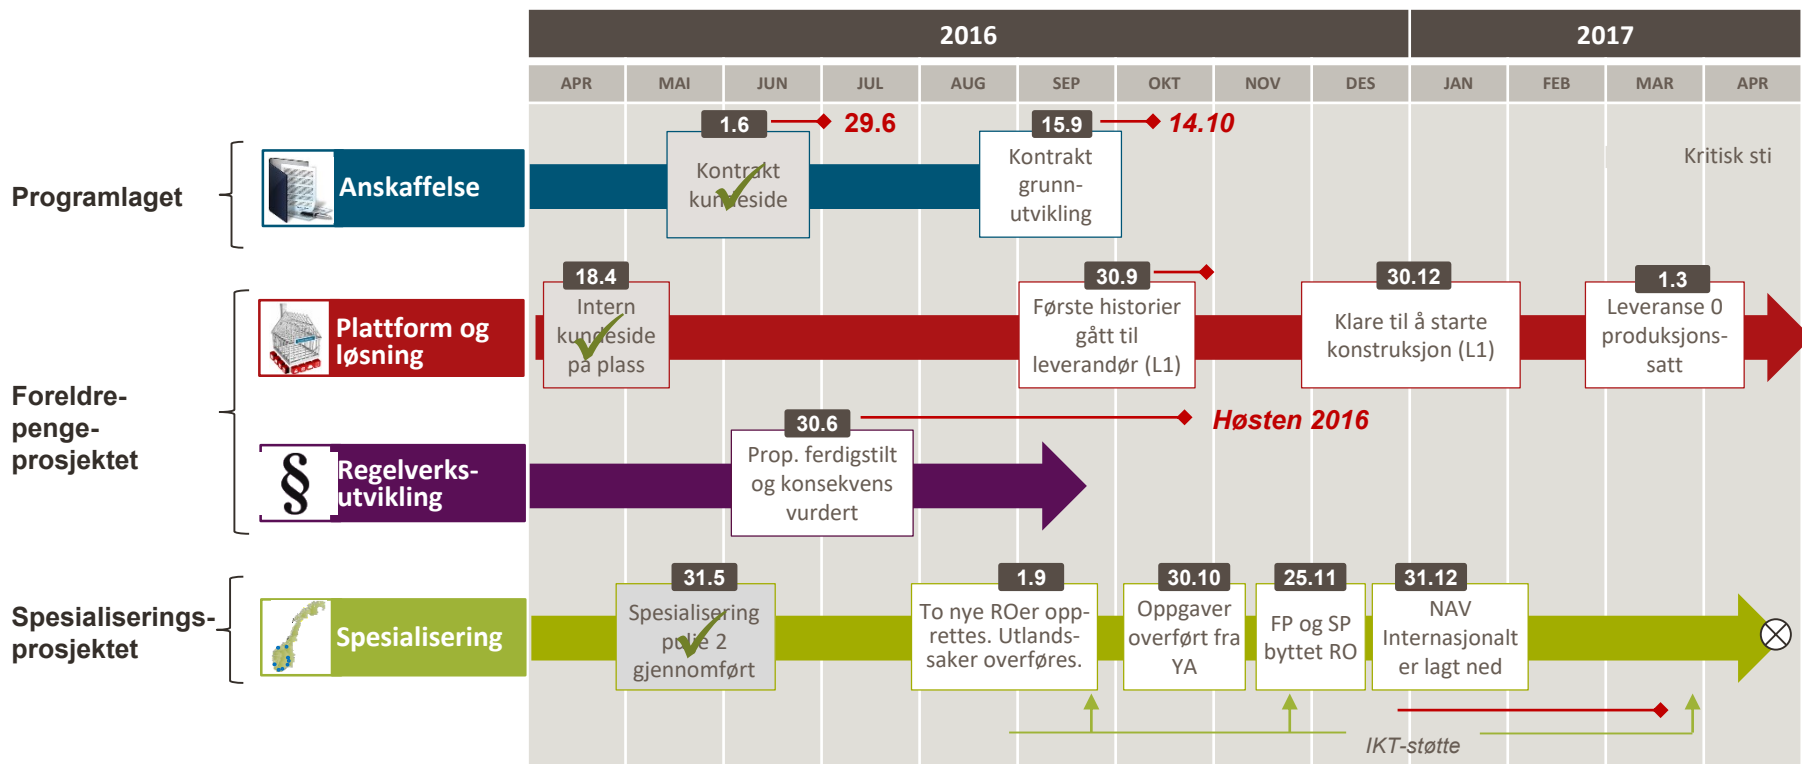 2016
2017
APR
MAI
JUN
JUL
AUG
SEP
OKT
NOV
DES
JAN
FEB
MAR
APR
Programlaget
Anskaffelse
1.6
29.6
Kontrakt
kundeside
15.9
14.10
Kontrakt
grunn-
utvikling
Kritisk sti
Foreldre-
penge-
prosjektet
Plattform og
løsning
18.4
Intern
kundeside
på plass
30.9
Første historier
gått til
leverandør (L1)
30.12
Klare til å starte
konstruksjon (L1)
1.3
Leveranse 0
produksjons-
satt
§
Regelverks-
utvikling
30.6
Høsten 2016
Prop. ferdigstilt
og konsekvens
vurdert
Spesialiserings-
prosjektet
Spesialisering
31.5
Spesialisering
pulje 2
gjennomført
1.9
To nye ROer opp-
rettes. Utlands-
saker overføres.
30.10
Oppgaver
overført fra
YA
25.11
FP og SP
byttet RO
31.12
NAV
Internasjonalt
er lagt ned
IKT-støtte